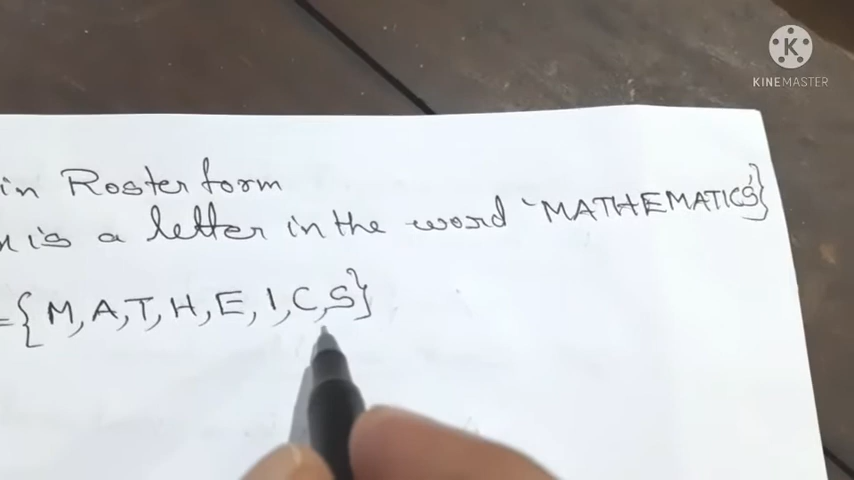 KINEMASTER
in Roster form
is a letter in the word 'MATHEMATICS'}
={M,A,T,H,E,I,C,S}